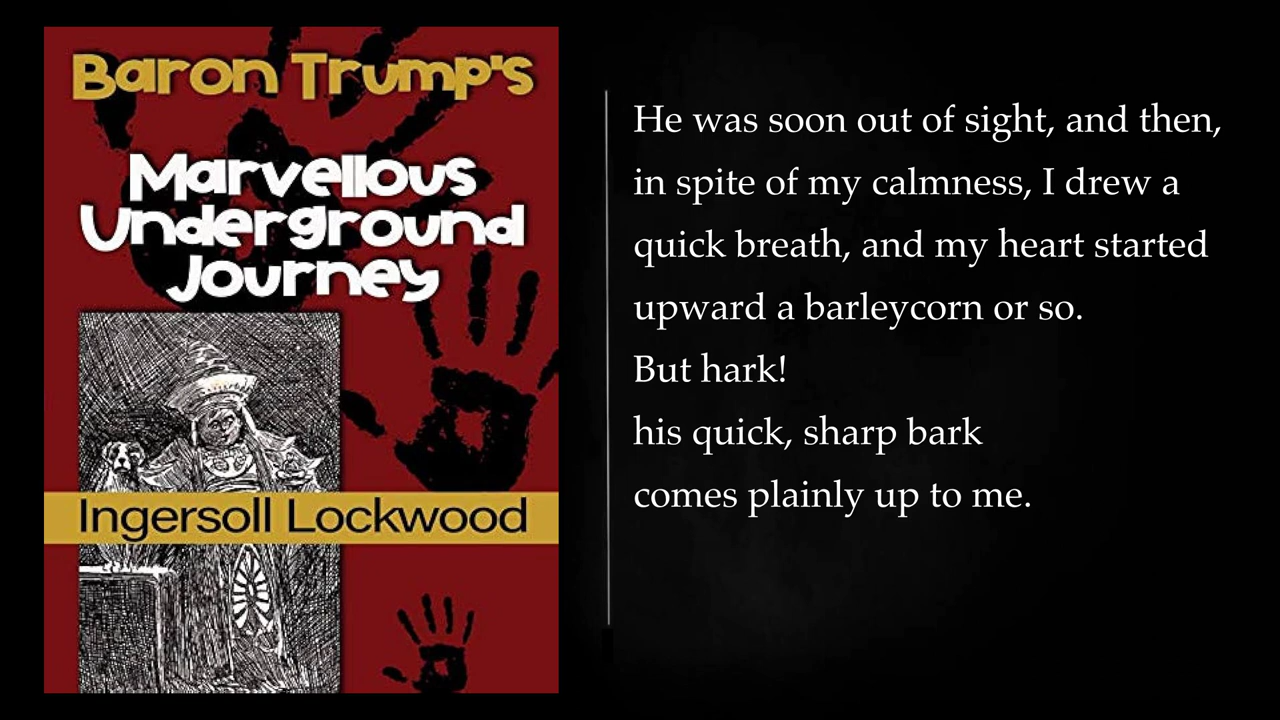 Baron Trump's
Marvellous
Underground
Journey
Ingersoll Lockwood
He was soon out of sight, and then,
in spite of my calmness, I drew a
quick breath, and my heart started
upward a barleycorn or so.
But hark!
his quick, sharp bark
comes plainly up to me.